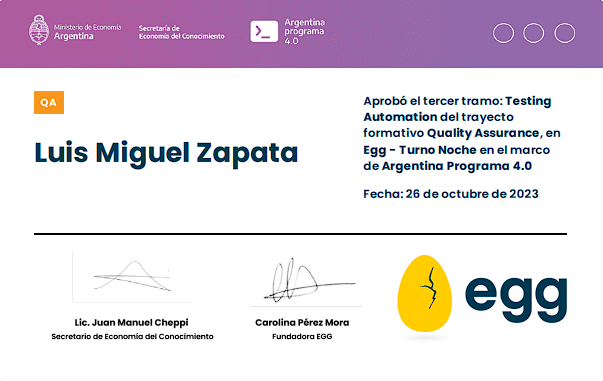 Ministerio de Economía
Argentina
Secretaría de
Economía del Conocimiento
Argentina
programa
4.0
QA
Luis Miguel Zapata
Aprobó el tercer tramo: Testing
Automation del trayecto
formativo Quality Assurance, en
Egg - Turno Noche en el marco
de Argentina Programa 4.0
Fecha: 26 de octubre de 2023
Lic. Juan Manuel Cheppi
Secretario de Economía del Conocimiento
Carolina Pérez Mora
Fundadora EGG
egg